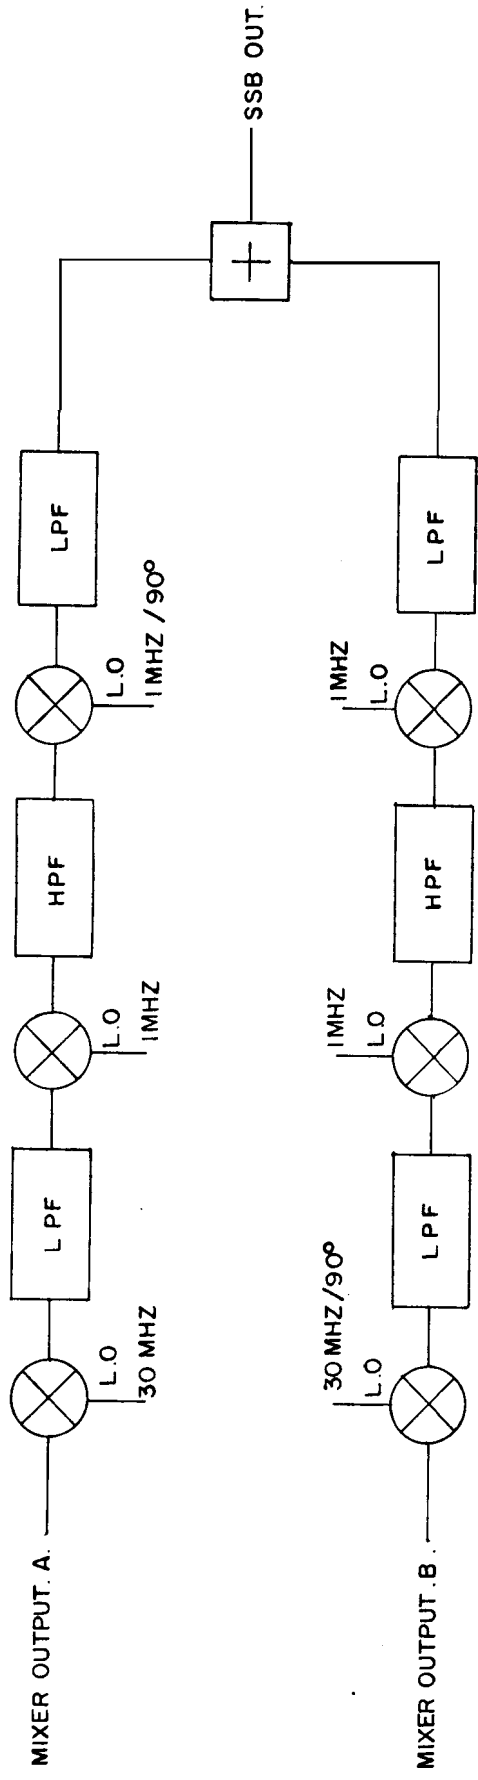 MIXER OUTPUT. A.
L.O
30 MHZ
LPF
L.O
1MHZ
HPF
L.O
1MHZ /90°
LPF
+
SSB OUT.
MIXER OUTPUT .B.
30 MHZ/90°
L.O
LPF
1MHZ
L.O
HPF
1MHZ
L.O
LPF